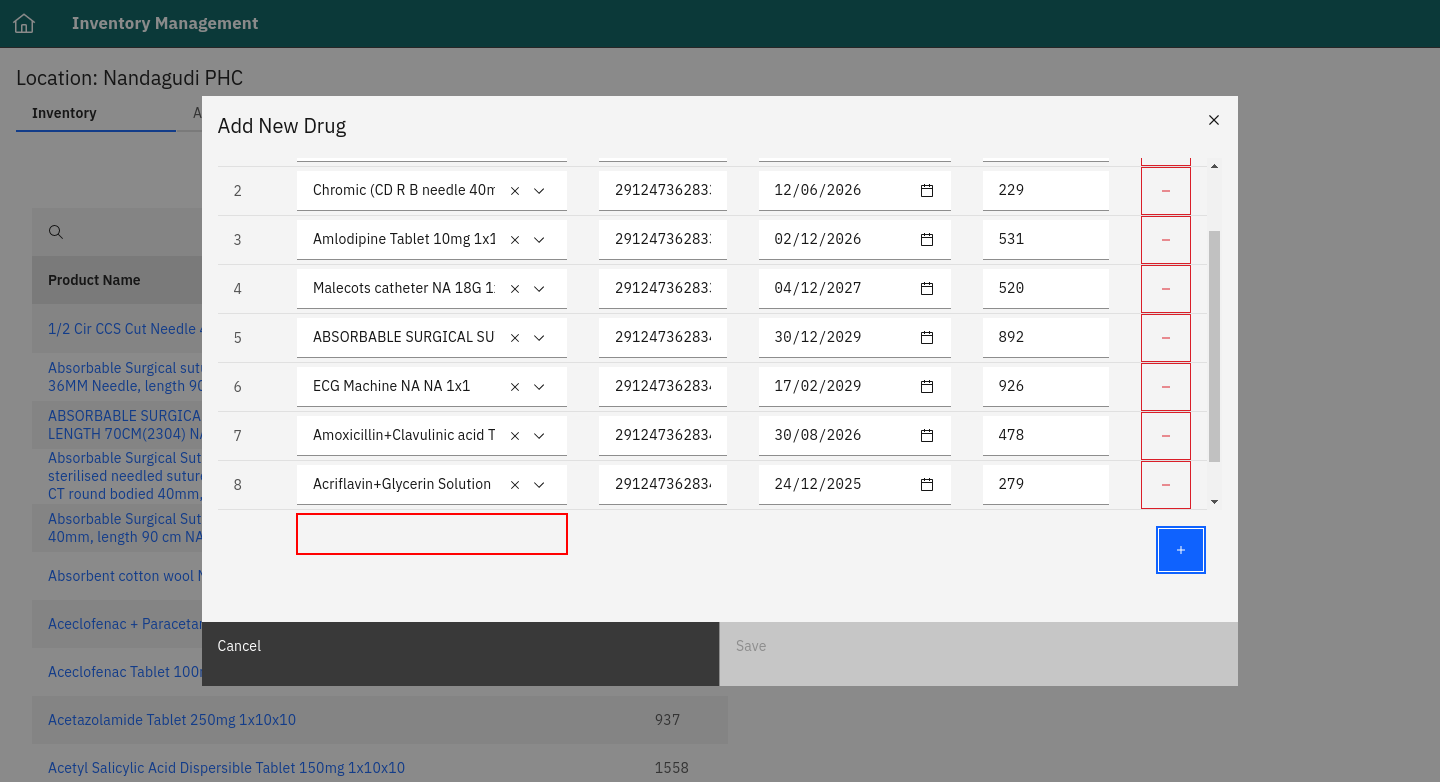 Inventory Management
Location: Nandagudi PHC
Inventory A
Add New Drug
2 Chromic (CD R B needle 40 29124736283 12/06/2026 229
3 Amlodipine Tablet 10mg 1x1 29124736283 02/12/2026 531
4 Malecots catheter NA 18G 1 29124736283 04/12/2027 520
5 ABSORBABLE SURGICAL SU 29124736283 30/12/2029 892
6 ECG Machine NA NA 1x1 29124736283 17/02/2029 926
7 Amoxicillin+Clavulinic acid T 29124736283 30/08/2026 478
8 Acriflavin+Glycerin Solution 29124736283 24/12/2025 279
Cancel
Save
Product Name
1/2 Cir CCS Cut Needle
Absorbable Surgical sut
36MM Needle, length 90
ABSORBABLE SURGICA
LENGTH 70CM(2304) NA
Absorbable Surgical Sut
sterilised needled sutur
CT round bodied 40mm,
Absorbable Surgical Sut
40mm, length 90 cm NA
Absorbent cotton wool
Aceclofenac + Paraceta
Aceclofenac Tablet 100
Acetazolamide Tablet 250mg 1x10x10 937
Acetyl Salicylic Acid Dispersible Tablet 150mg 1x10x10 1558